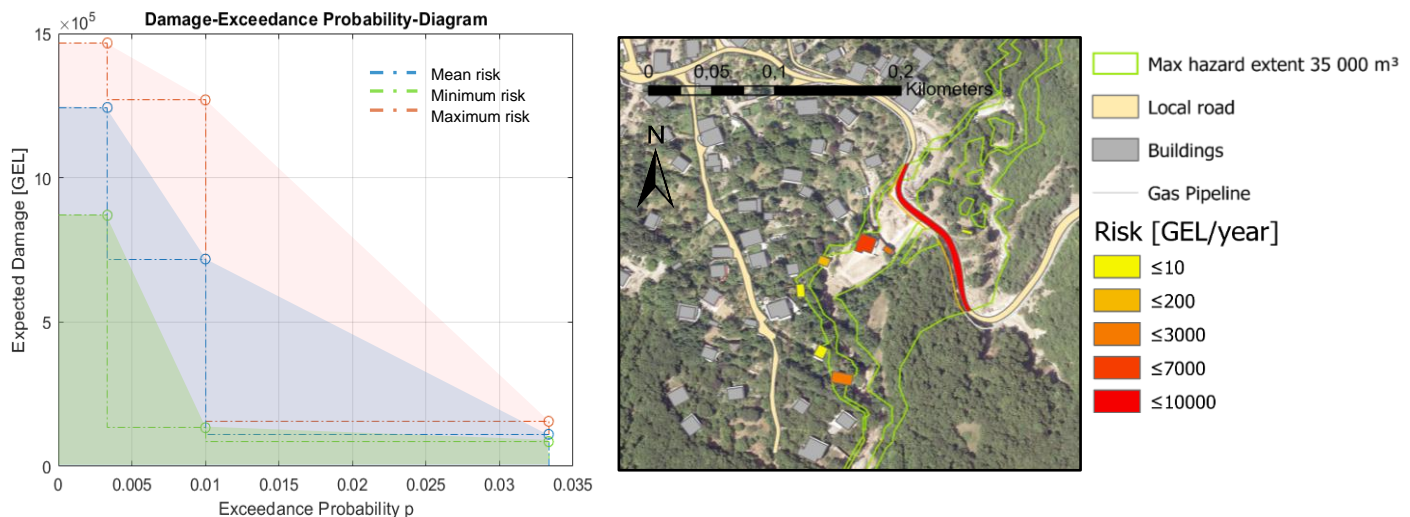 Damage-Exceedance Probability-Diagram
×10⁵
15
10
5
0
Expected Damage [GEL]
Mean risk
Minimum risk
Maximum risk
0 0.005 0.01 0.015 0.02 0.025 0.03 0.035
Exceedance Probability p
0 0,05 0,1 0,2
Kilometers
N
Max hazard extent 35 000 m³
Local road
Buildings
Gas Pipeline
Risk [GEL/year]
≤10
≤200
≤3000
≤7000
≤10000